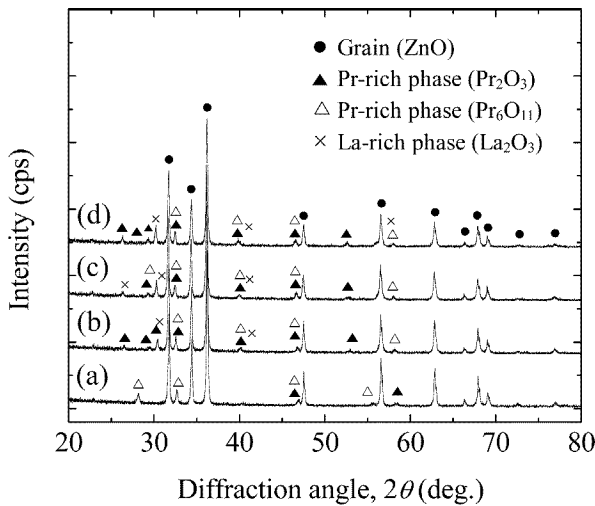 Grain (ZnO)
Pr-rich phase (Pr₂O₃)
Pr-rich phase (Pr₆O₁₁)
La-rich phase (La₂O₃)
Intensity (cps)
(d)
(c)
(b)
(a)
20 30 40 50 60 70 80
Diffraction angle, 2θ (deg.)